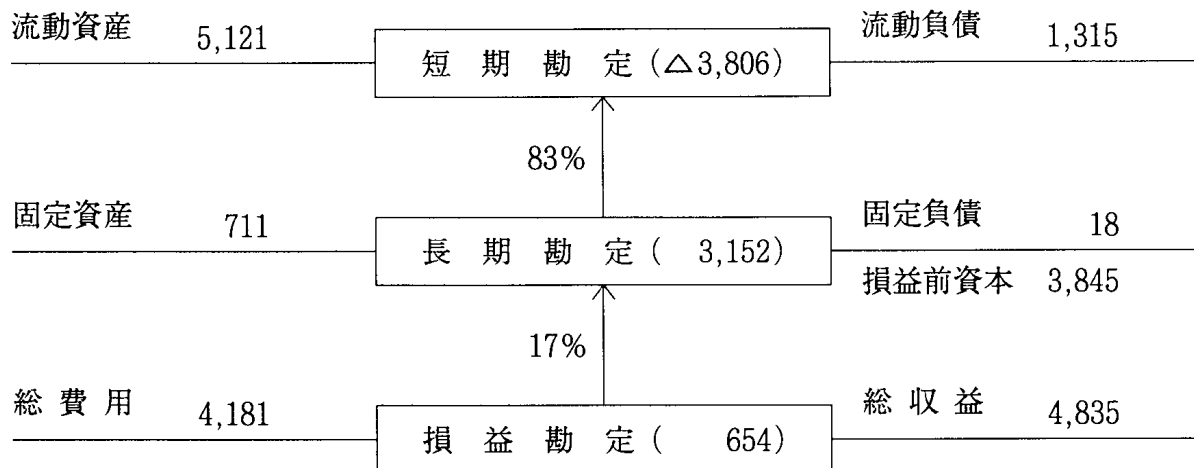 流動資産 5,121 短期勘定(△3,806) 流動負債 1,315
83%
固定資産 711 長期勘定( 3,152) 固定負債 18
損益前資本 3,845
17%
総費用 4,181 損益勘定( 654) 総収益 4,835